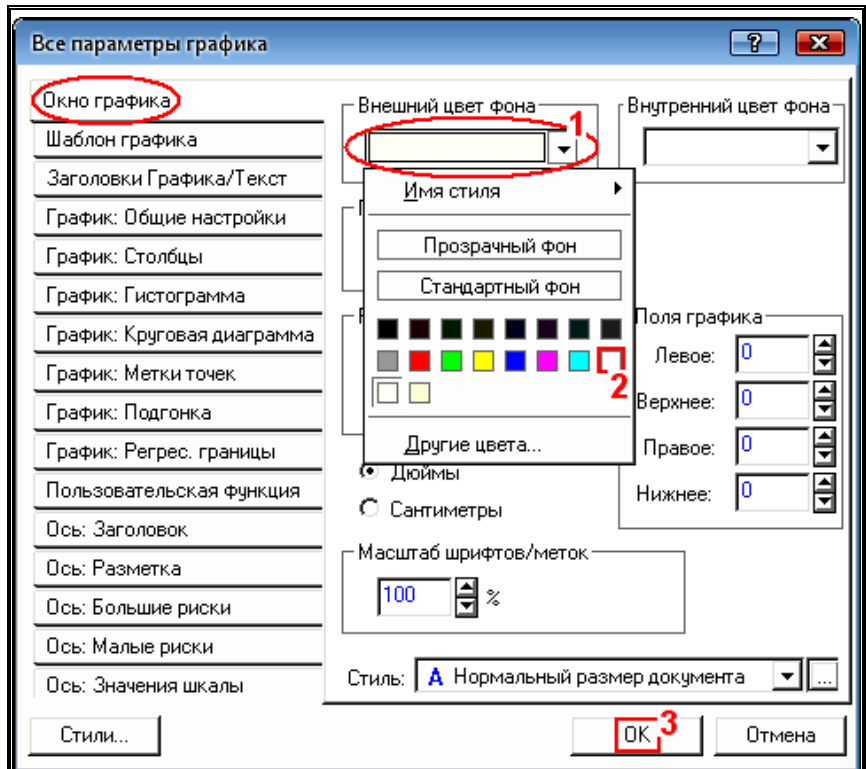 Все параметры графика
?
Окно графика
Шаблон графика
Заголовки Графика/Текст
График: Общие настройки
График: Столбцы
График: Гистограмма
График: Круговая диаграмма
График: Метки точек
График: Подгонка
График: Регрес. границы
Пользовательская функция
Ось: Заголовок
Ось: Разметка
Ось: Большие риски
Ось: Малые риски
Ось: Значения шкалы
Внешний цвет фона
1
Внутренний цвет фона
Имя стиля
Прозрачный фон
Стандартный фон
2
Другие цвета...
Дюймы
Сантиметры
Поля графика
Левое: 0
Верхнее: 0
Правое: 0
Нижнее: 0
Масштаб шрифтов/меток
100 %
Стиль: A Нормальный размер документа ...
Стили...
OK 3
Отмена